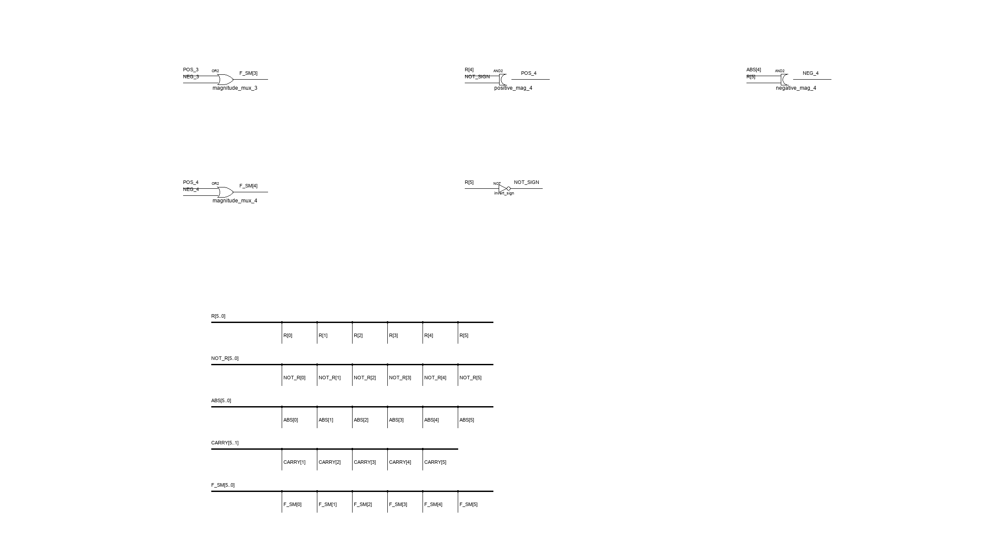 POS_3
OR2
F_SM[3]
NEG_3
magnitude_mux_3
R[4]
AND2
POS_4
NOT_SIGN
positive_mag_4
ABS[4]
AND2
NEG_4
R[5]
negative_mag_4
POS_4
OR2
F_SM[4]
NEG_4
magnitude_mux_4
R[5]
NOT
NOT_SIGN
invert_sign
R[5..0]
R[0] R[1] R[2] R[3] R[4] R[5]
NOT_R[5..0]
NOT_R[0] NOT_R[1] NOT_R[2] NOT_R[3] NOT_R[4] NOT_R[5]
ABS[5..0]
ABS[0] ABS[1] ABS[2] ABS[3] ABS[4] ABS[5]
CARRY[5..1]
CARRY[1] CARRY[2] CARRY[3] CARRY[4] CARRY[5]
F_SM[5..0]
F_SM[0] F_SM[1] F_SM[2] F_SM[3] F_SM[4] F_SM[5]